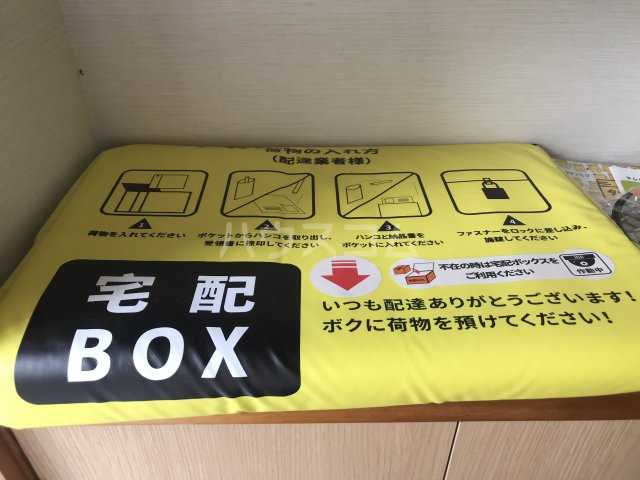 荷物の入れ方
(配達業者様)
1
荷物を入れてください
2
ポケットからハンコを取り出し、
受領書に捺印してください
3
ハンコと納品書を
ポケットに入れてください
4
ファスナーをロックに差し込み、
施錠してください
宅配
BOX
不在の時は宅配ボックスを
ご利用ください
作動中
いつも配達ありがとうございます!
ボクに荷物を預けてください!